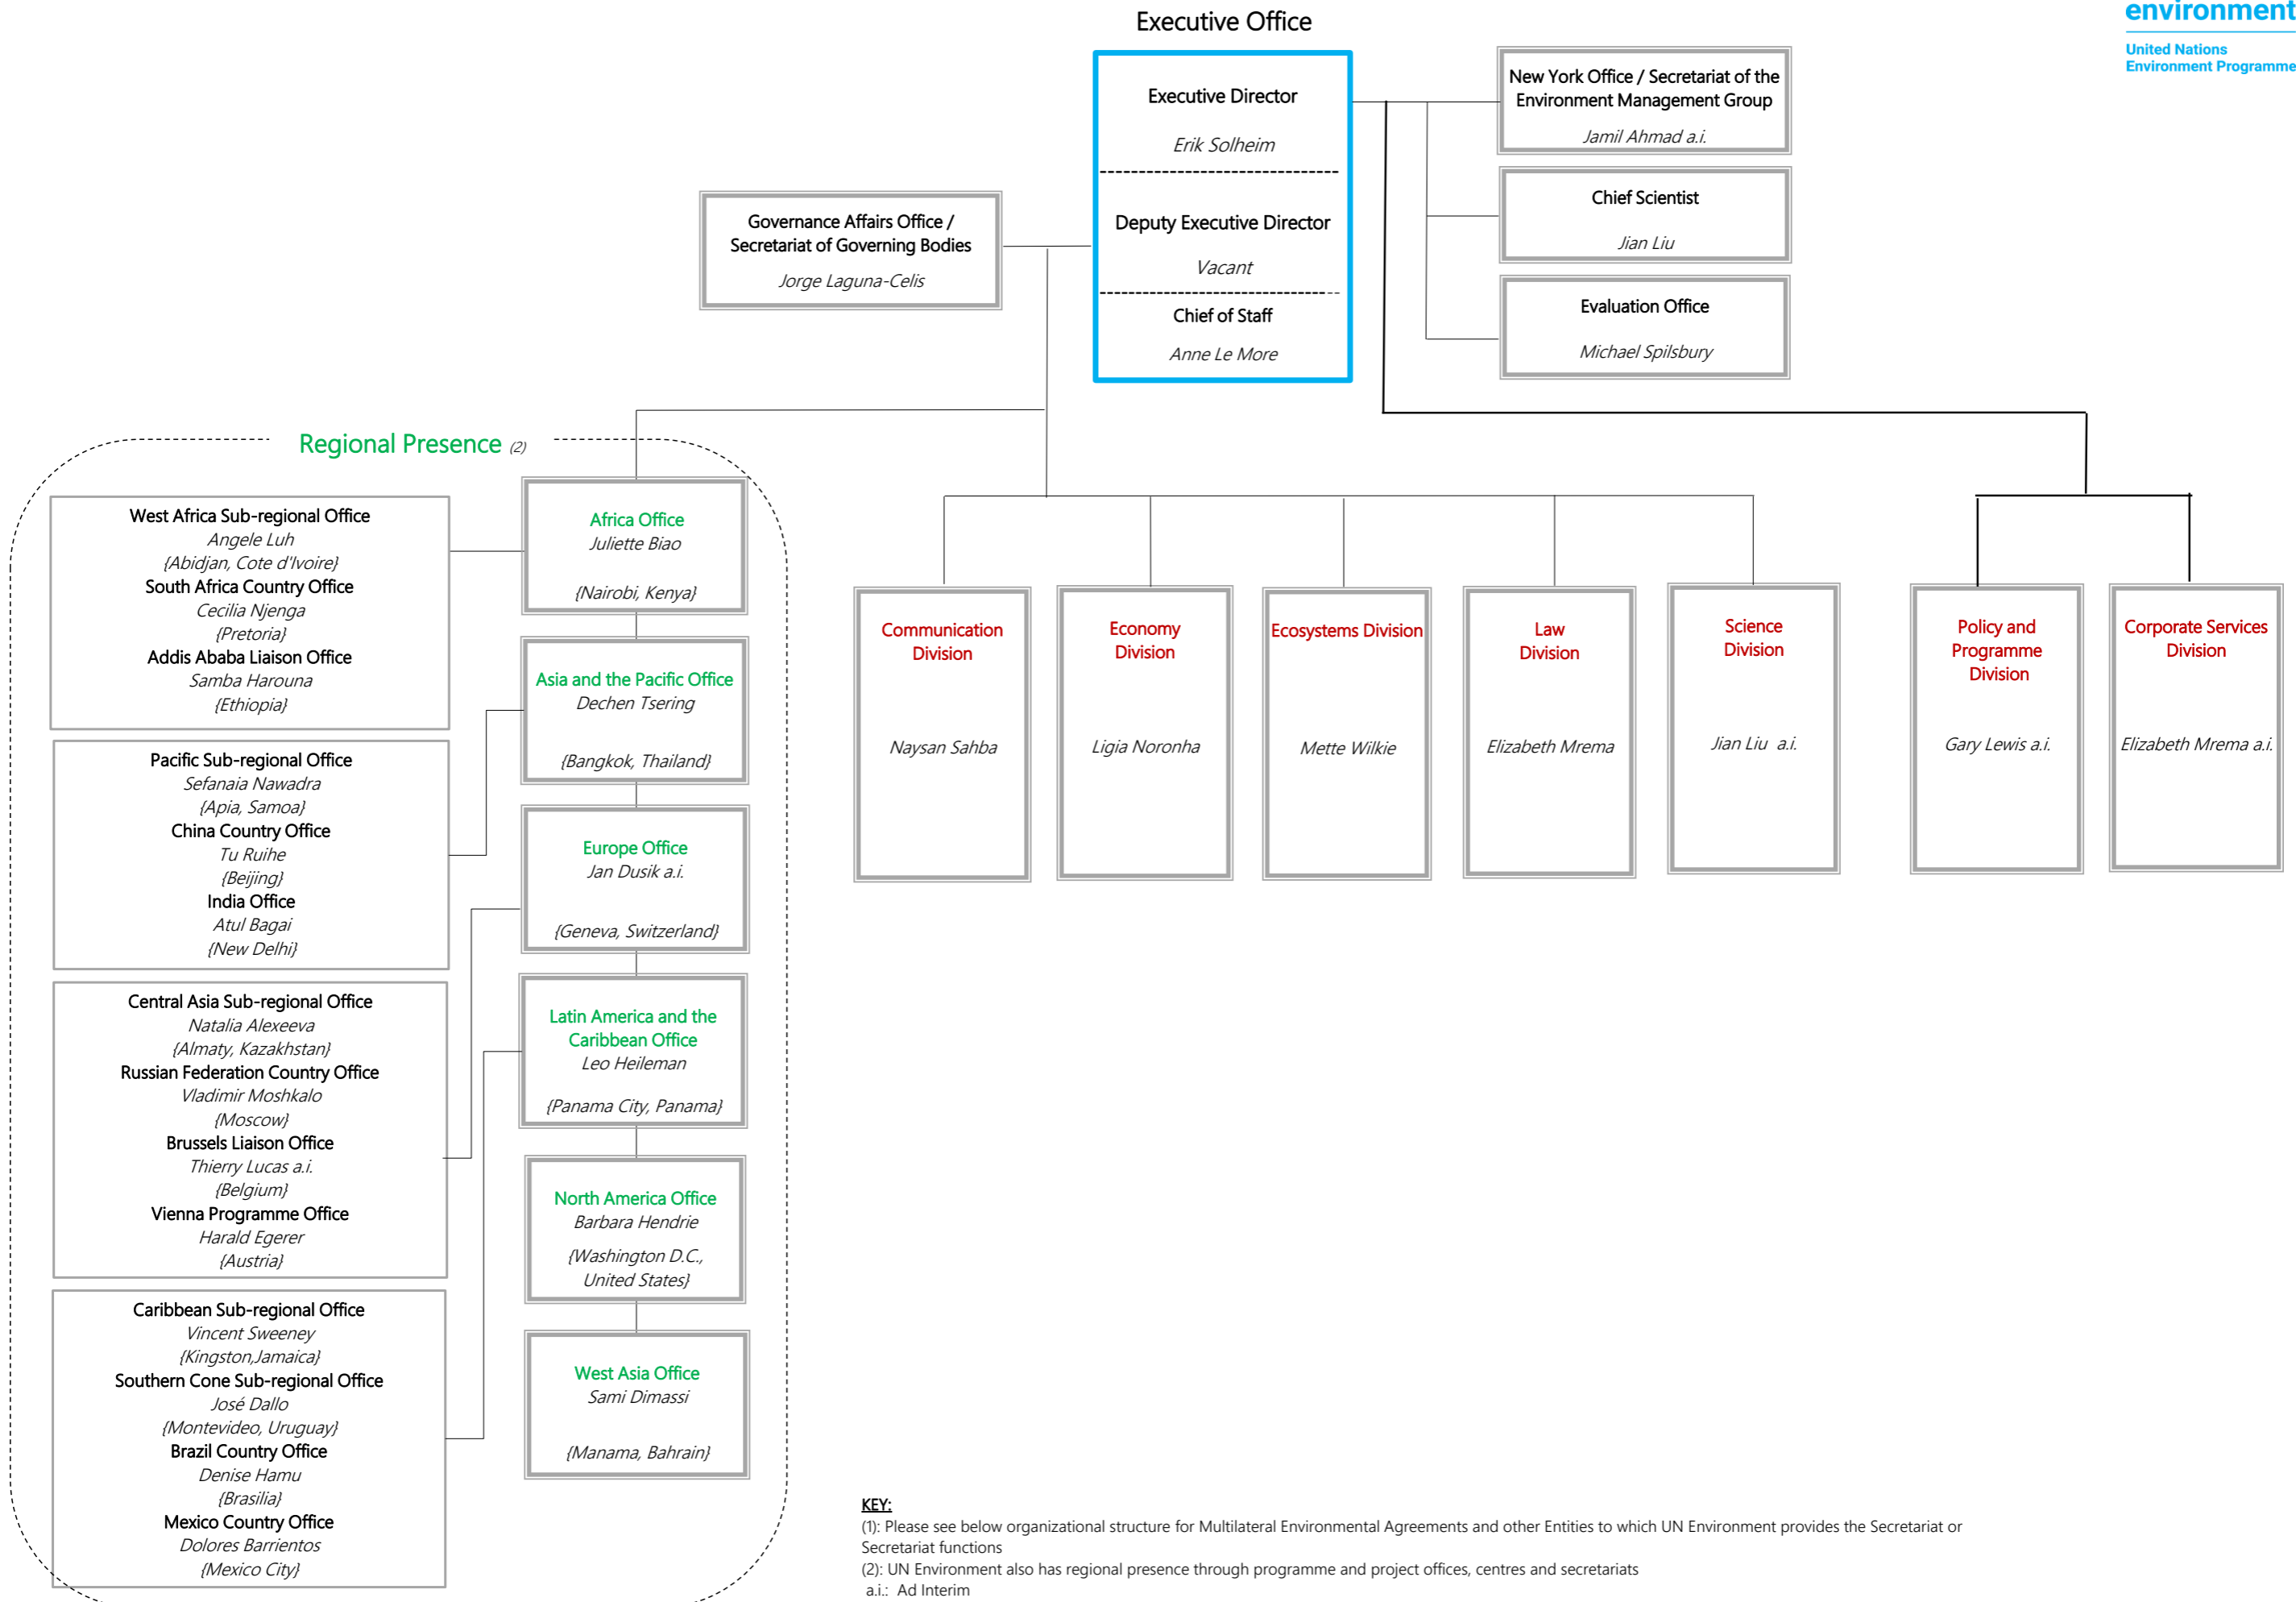 environment
United Nations
Environment Programme
Executive Office
Executive Director
Erik Solheim
Deputy Executive Director
Vacant
Chief of Staff
Anne Le More
New York Office / Secretariat of the
Environment Management Group
Jamil Ahmad a.i.
Chief Scientist
Jian Liu
Evaluation Office
Michael Spilsbury
Governance Affairs Office /
Secretariat of Governing Bodies
Jorge Laguna-Celis
Regional Presence (2)
West Africa Sub-regional Office
Angele Luh
{Abidjan, Cote d'Ivoire}
South Africa Country Office
Cecilia Njenga
{Pretoria}
Addis Ababa Liaison Office
Samba Harouna
{Ethiopia}
Africa Office
Juliette Biao
{Nairobi, Kenya}
Pacific Sub-regional Office
Sefanaia Nawadra
{Apia, Samoa}
China Country Office
Tu Ruihe
{Beijing}
India Office
Atul Bagai
{New Delhi}
Asia and the Pacific Office
Dechen Tsering
{Bangkok, Thailand}
Central Asia Sub-regional Office
Natalia Alexeeva
{Almaty, Kazakhstan}
Russian Federation Country Office
Vladimir Moshkalo
{Moscow}
Brussels Liaison Office
Thierry Lucas a.i.
{Belgium}
Vienna Programme Office
Harald Egerer
{Austria}
Europe Office
Jan Dusik a.i.
{Geneva, Switzerland}
Caribbean Sub-regional Office
Vincent Sweeney
{Kingston,Jamaica}
Southern Cone Sub-regional Office
José Dallo
{Montevideo, Uruguay}
Brazil Country Office
Denise Hamu
{Brasilia}
Mexico Country Office
Dolores Barrientos
{Mexico City}
Latin America and the
Caribbean Office
Leo Heileman
{Panama City, Panama}
North America Office
Barbara Hendrie
{Washington D.C.,
United States}
West Asia Office
Sami Dimassi
{Manama, Bahrain}
Communication
Division
Naysan Sahba
Economy
Division
Ligia Noronha
Ecosystems Division
Mette Wilkie
Law
Division
Elizabeth Mrema
Science
Division
Jian Liu a.i.
Policy and
Programme
Division
Gary Lewis a.i.
Corporate Services
Division
Elizabeth Mrema a.i.
KEY:
(1): Please see below organizational structure for Multilateral Environmental Agreements and other Entities to which UN Environment provides the Secretariat or
Secretariat functions
(2): UN Environment also has regional presence through programme and project offices, centres and secretariats
a.i.: Ad Interim